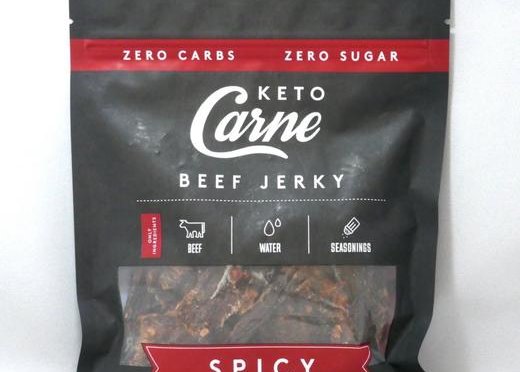 ZERO CARBS ZERO SUGAR
KETO
Carne
BEEF JERKY
ONLY
INGREDIENTS
BEEF WATER SEASONINGS
SPICY